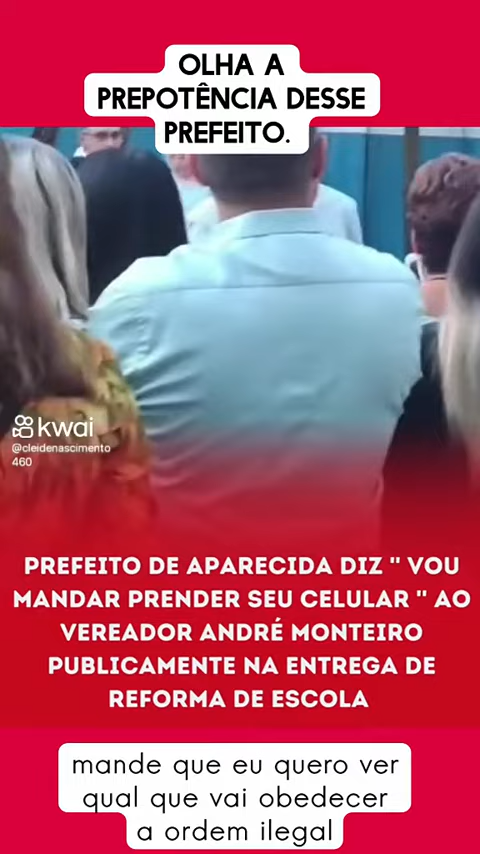 OLHA A
PREPOTÊNCIA DESSE
PREFEITO.
kwai
@cleidenascimento
460
PREFEITO DE APARECIDA DIZ " VOU
MANDAR PRENDER SEU CELULAR " AO
VEREADOR ANDRÉ MONTEIRO
PUBLICAMENTE NA ENTREGA DE
REFORMA DE ESCOLA
mande que eu quero ver
qual que vai obedecer
a ordem ilegal